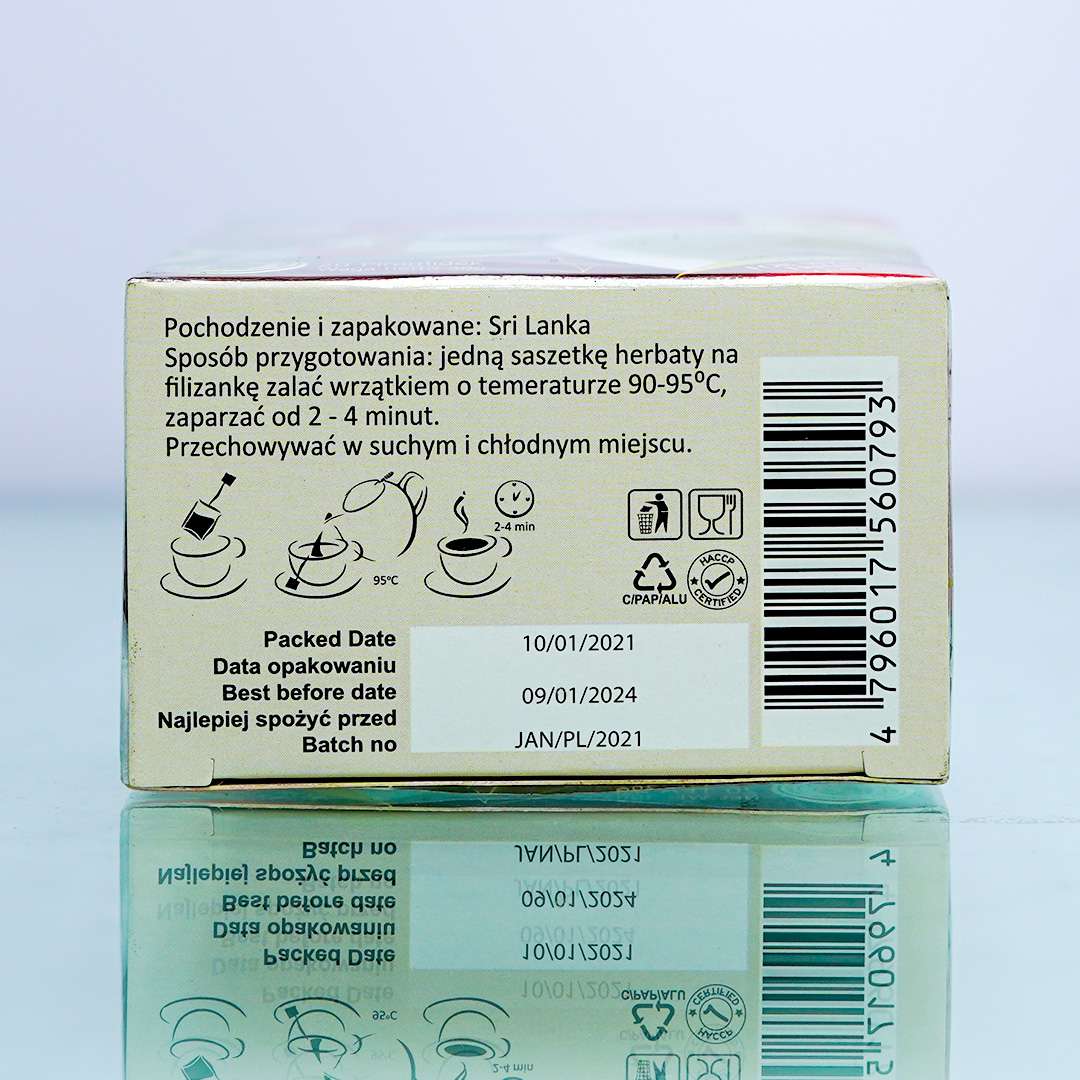 Pochodzenie i zapakowane: Sri Lanka
Sposób przygotowania: jedną saszetkę herbaty na
filizankę zalać wrzątkiem o temeraturze 90-95⁰C,
zaparzać od 2 - 4 minut.
Przechowywać w suchym i chłodnym miejscu.
2-4 min
95°C
HACCP
CERTIFIED
C/PAP/ALU
Packed Date 10/01/2021
Data opakowaniu
Best before date 09/01/2024
Najlepiej spożyć przed
Batch no JAN/PL/2021
4 796017 560793